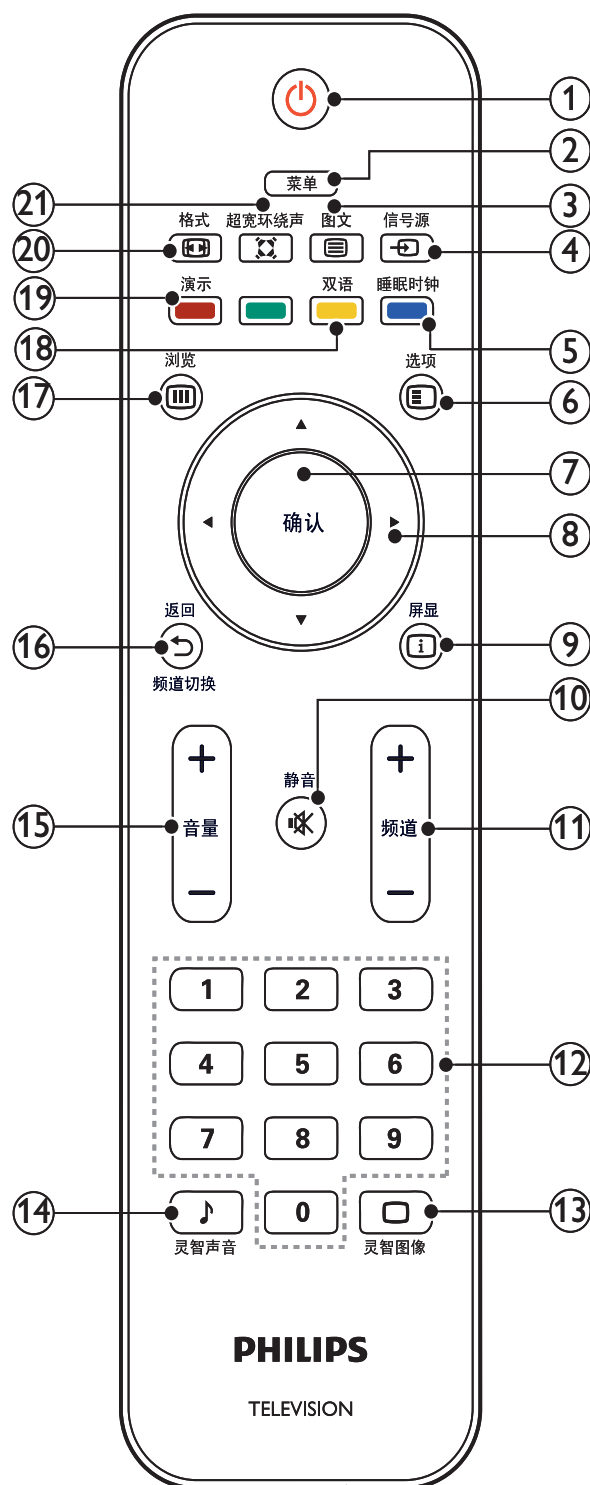 1
2
菜单
21
3
格式 超宽环绕声 图文 信号源
20
4
19
演示 双语 睡眠时钟
18
5
浏览 选项
17
6
7
确认
8
返回 屏显
16
9
频道切换
10
静音
15
音量 频道
11
1 2 3
4 5 6
12
7 8 9
14
0
13
灵智声音 灵智图像
PHILIPS
TELEVISION